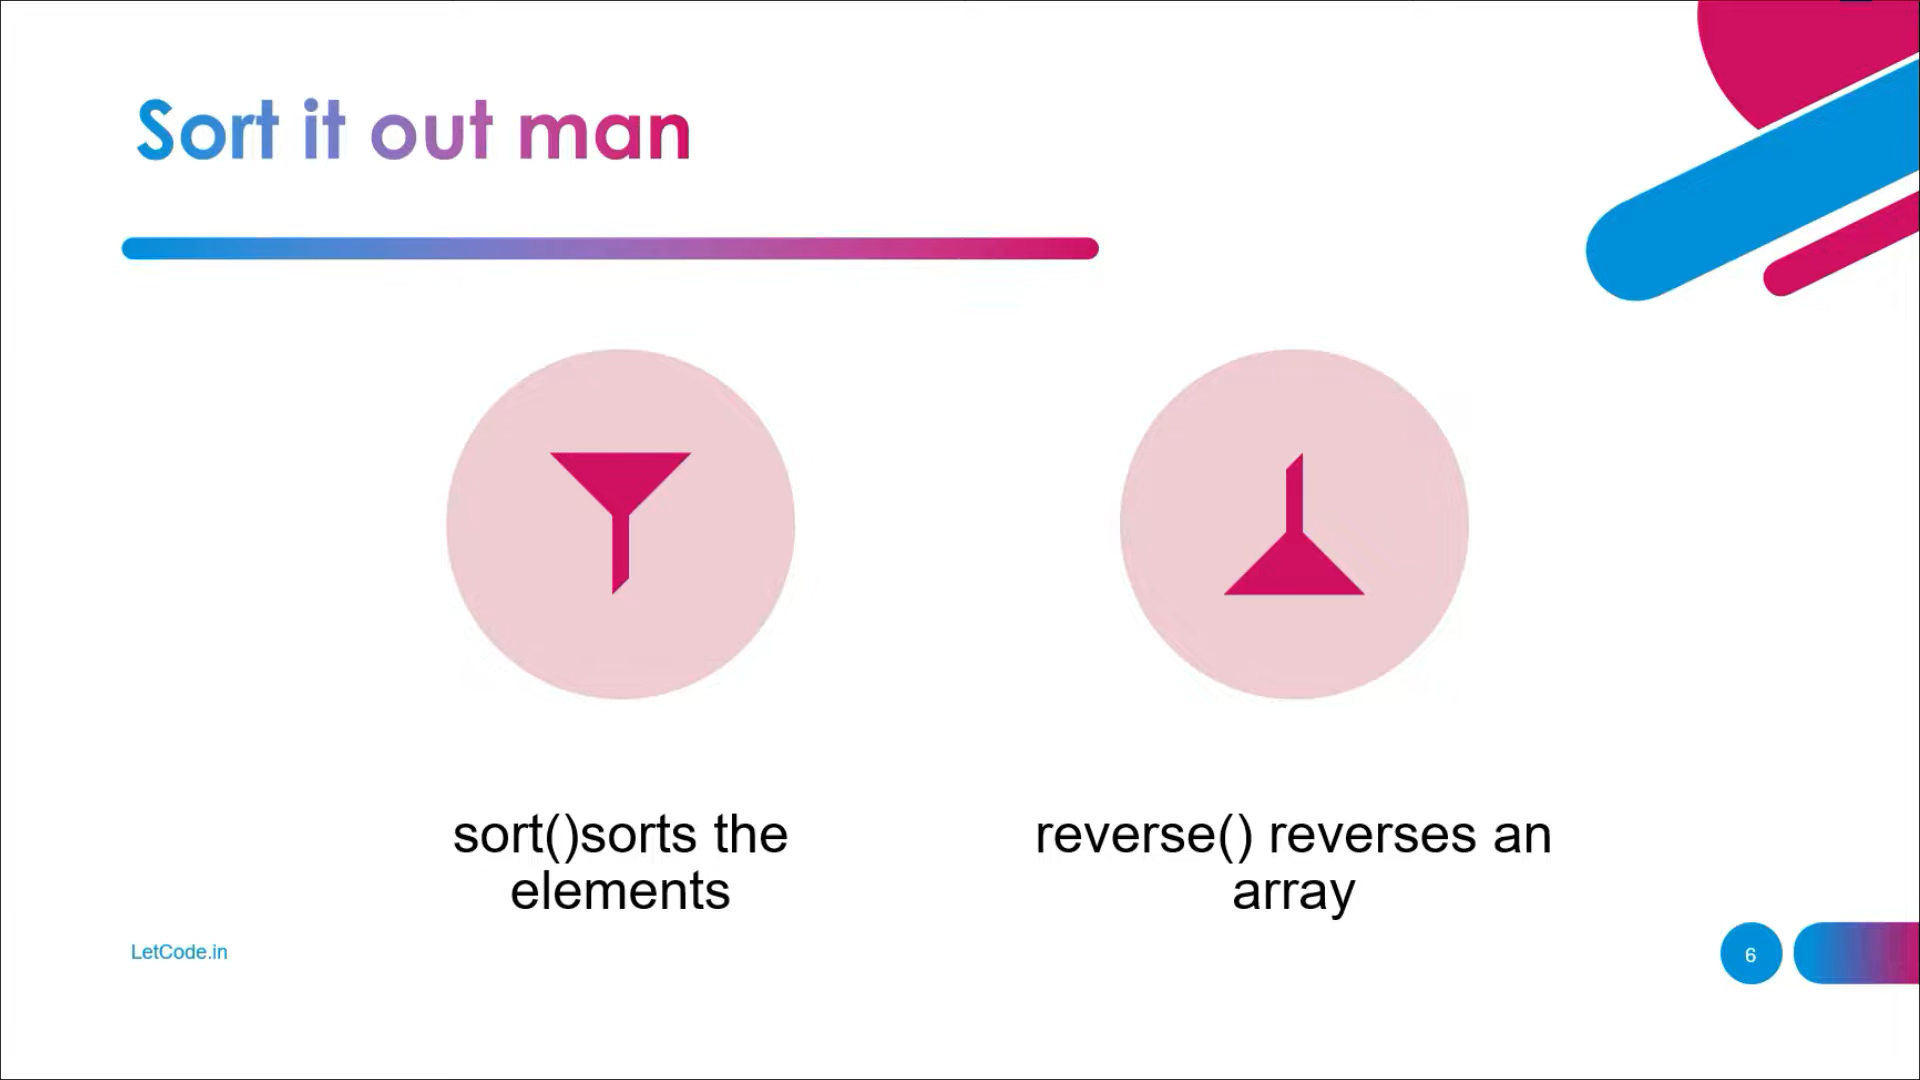 Sort it out man
sort()sorts the
elements
reverse() reverses an
array
LetCode.in
6